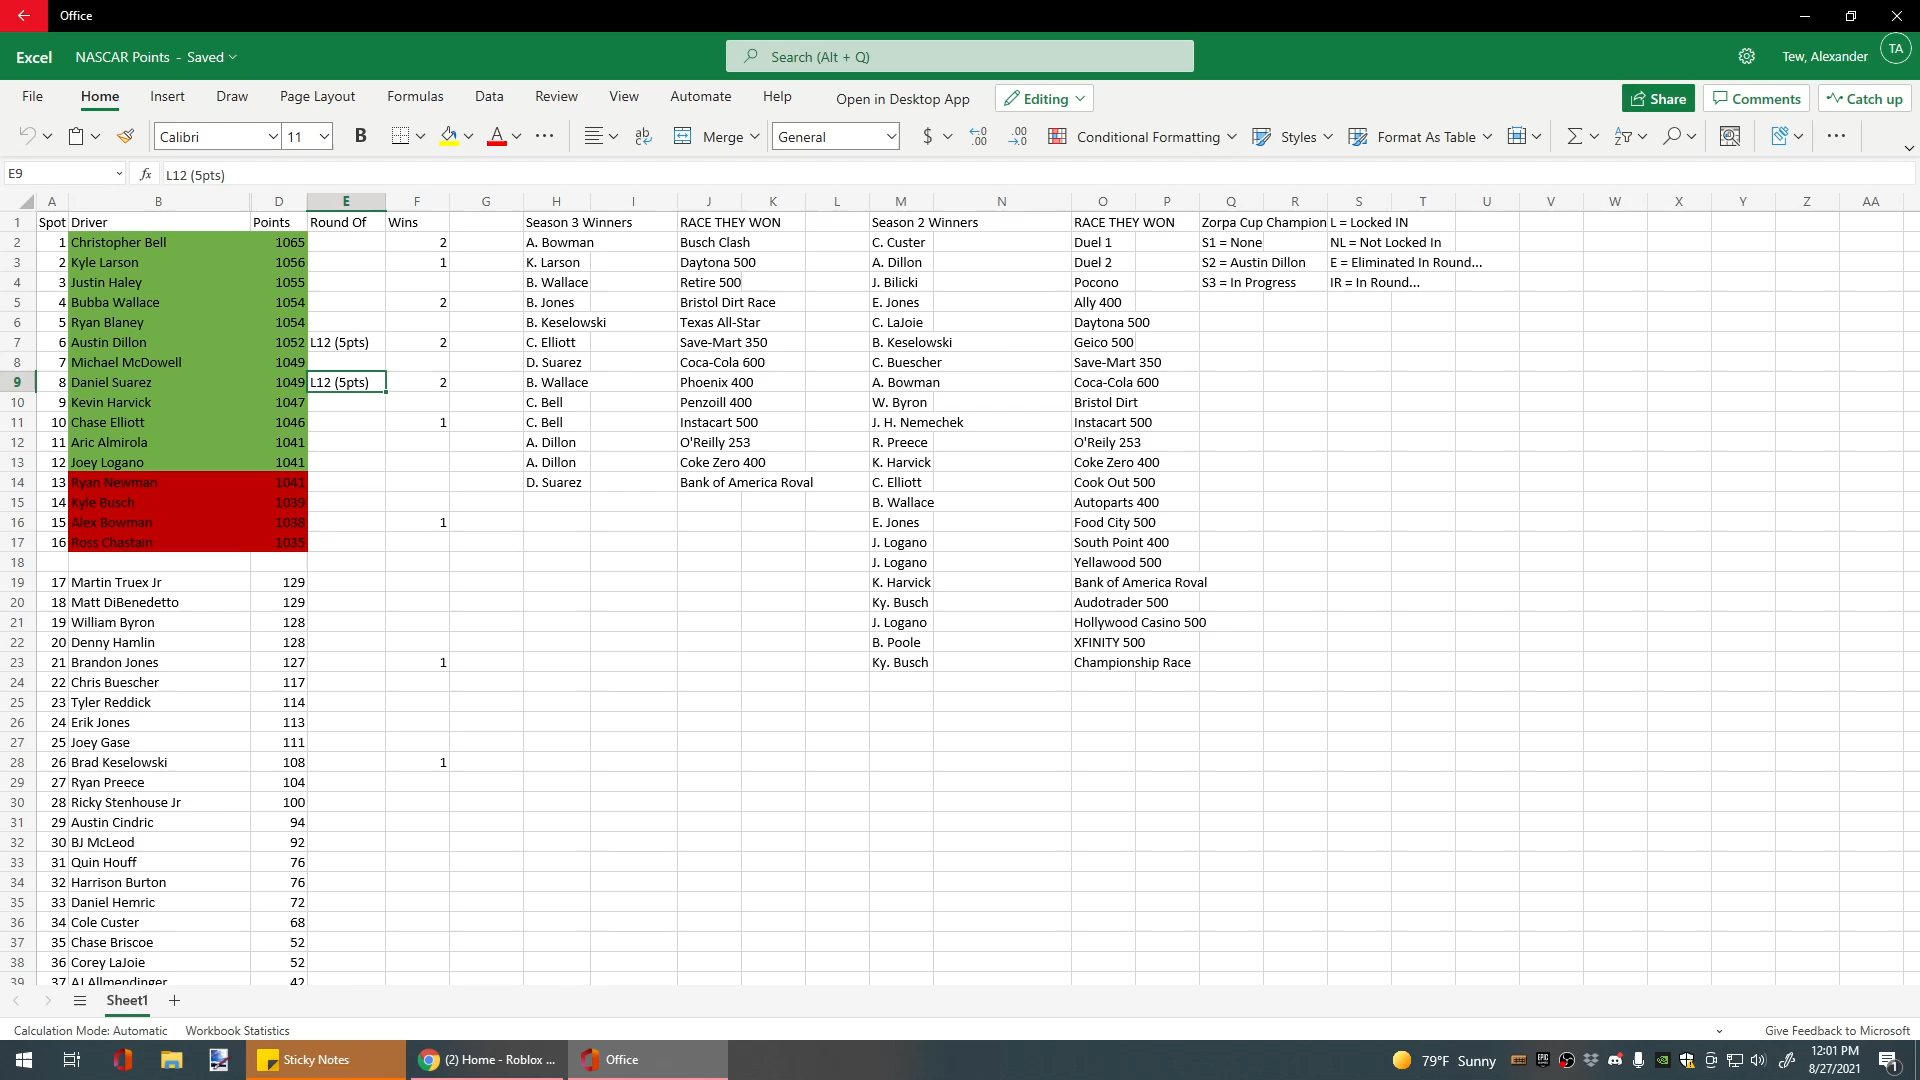 Office
Excel NASCAR Points - Saved Search (Alt + Q) Tew, Alexander TA
File Home Insert Draw Page Layout Formulas Data Review View Automate Help Open in Desktop App Editing Share Comments Catch up
Calibri 11 B A Merge General $ Conditional Formatting Styles Format As Table
E9 fx L12 (5pts)
A B D E F G H I J K L M N O P Q R S T U V W X Y Z AA
1 Spot Driver Points Round Of Wins Season 3 Winners RACE THEY WON Season 2 Winners RACE THEY WON Zorpa Cup Champion L = Locked IN
2 1 Christopher Bell 1065 2 A. Bowman Busch Clash C. Custer Duel 1 S1 = None NL = Not Locked In
3 2 Kyle Larson 1056 1 K. Larson Daytona 500 A. Dillon Duel 2 S2 = Austin Dillon E = Eliminated In Round...
4 3 Justin Haley 1055 B. Wallace Retire 500 J. Bilicki Pocono S3 = In Progress IR = In Round...
5 4 Bubba Wallace 1054 2 B. Jones Bristol Dirt Race E. Jones Ally 400
6 5 Ryan Blaney 1054 B. Keselowski Texas All-Star C. LaJoie Daytona 500
7 6 Austin Dillon 1052 L12 (5pts) 2 C. Elliott Save-Mart 350 B. Keselowski Geico 500
8 7 Michael McDowell 1049 D. Suarez Coca-Cola 600 C. Buescher Save-Mart 350
9 8 Daniel Suarez 1049 L12 (5pts) 2 B. Wallace Phoenix 400 A. Bowman Coca-Cola 600
10 9 Kevin Harvick 1047 C. Bell Penzoill 400 W. Byron Bristol Dirt
11 10 Chase Elliott 1046 1 C. Bell Instacart 500 J. H. Nemechek Instacart 500
12 11 Aric Almirola 1041 A. Dillon O'Reilly 253 R. Preece O'Reily 253
13 12 Joey Logano 1041 A. Dillon Coke Zero 400 K. Harvick Coke Zero 400
14 13 Ryan Newman 1041 D. Suarez Bank of America Roval C. Elliott Cook Out 500
15 14 Kyle Busch 1039 B. Wallace Autoparts 400
16 15 Alex Bowman 1038 1 E. Jones Food City 500
17 16 Ross Chastain 1035 J. Logano South Point 400
18 J. Logano Yellawood 500
19 17 Martin Truex Jr 129 K. Harvick Bank of America Roval
20 18 Matt DiBenedetto 129 Ky. Busch Audotrader 500
21 19 William Byron 128 J. Logano Hollywood Casino 500
22 20 Denny Hamlin 128 B. Poole XFINITY 500
23 21 Brandon Jones 127 1 Ky. Busch Championship Race
24 22 Chris Buescher 117
25 23 Tyler Reddick 114
26 24 Erik Jones 113
27 25 Joey Gase 111
28 26 Brad Keselowski 108 1
29 27 Ryan Preece 104
30 28 Ricky Stenhouse Jr 100
31 29 Austin Cindric 94
32 30 BJ McLeod 92
33 31 Quin Houff 76
34 32 Harrison Burton 76
35 33 Daniel Hemric 72
36 34 Cole Custer 68
37 35 Chase Briscoe 52
38 36 Corey LaJoie 52
39 37 AJ Allmendinger 42
Sheet1
Calculation Mode: Automatic Workbook Statistics Give Feedback to Microsoft
Sticky Notes (2) Home - Roblox ... Office 79°F Sunny 12:01 PM
8/27/2021 1